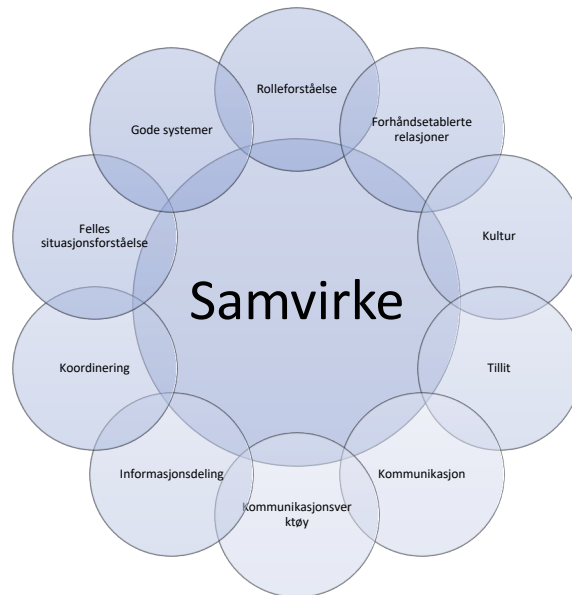 Rolleforståelse
Forhåndsetablerte
relasjoner
Kultur
Tillit
Kommunikasjon
Kommunikasjonsver
ktøy
Informasjonsdeling
Koordinering
Felles
situasjonsforståelse
Gode systemer
Samvirke